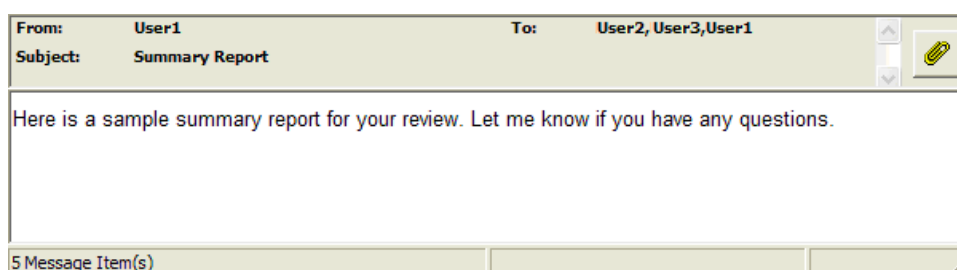 From: User1 To: User2, User3,User1
Subject: Summary Report
Here is a sample summary report for your review. Let me know if you have any questions.
5 Message Item(s)